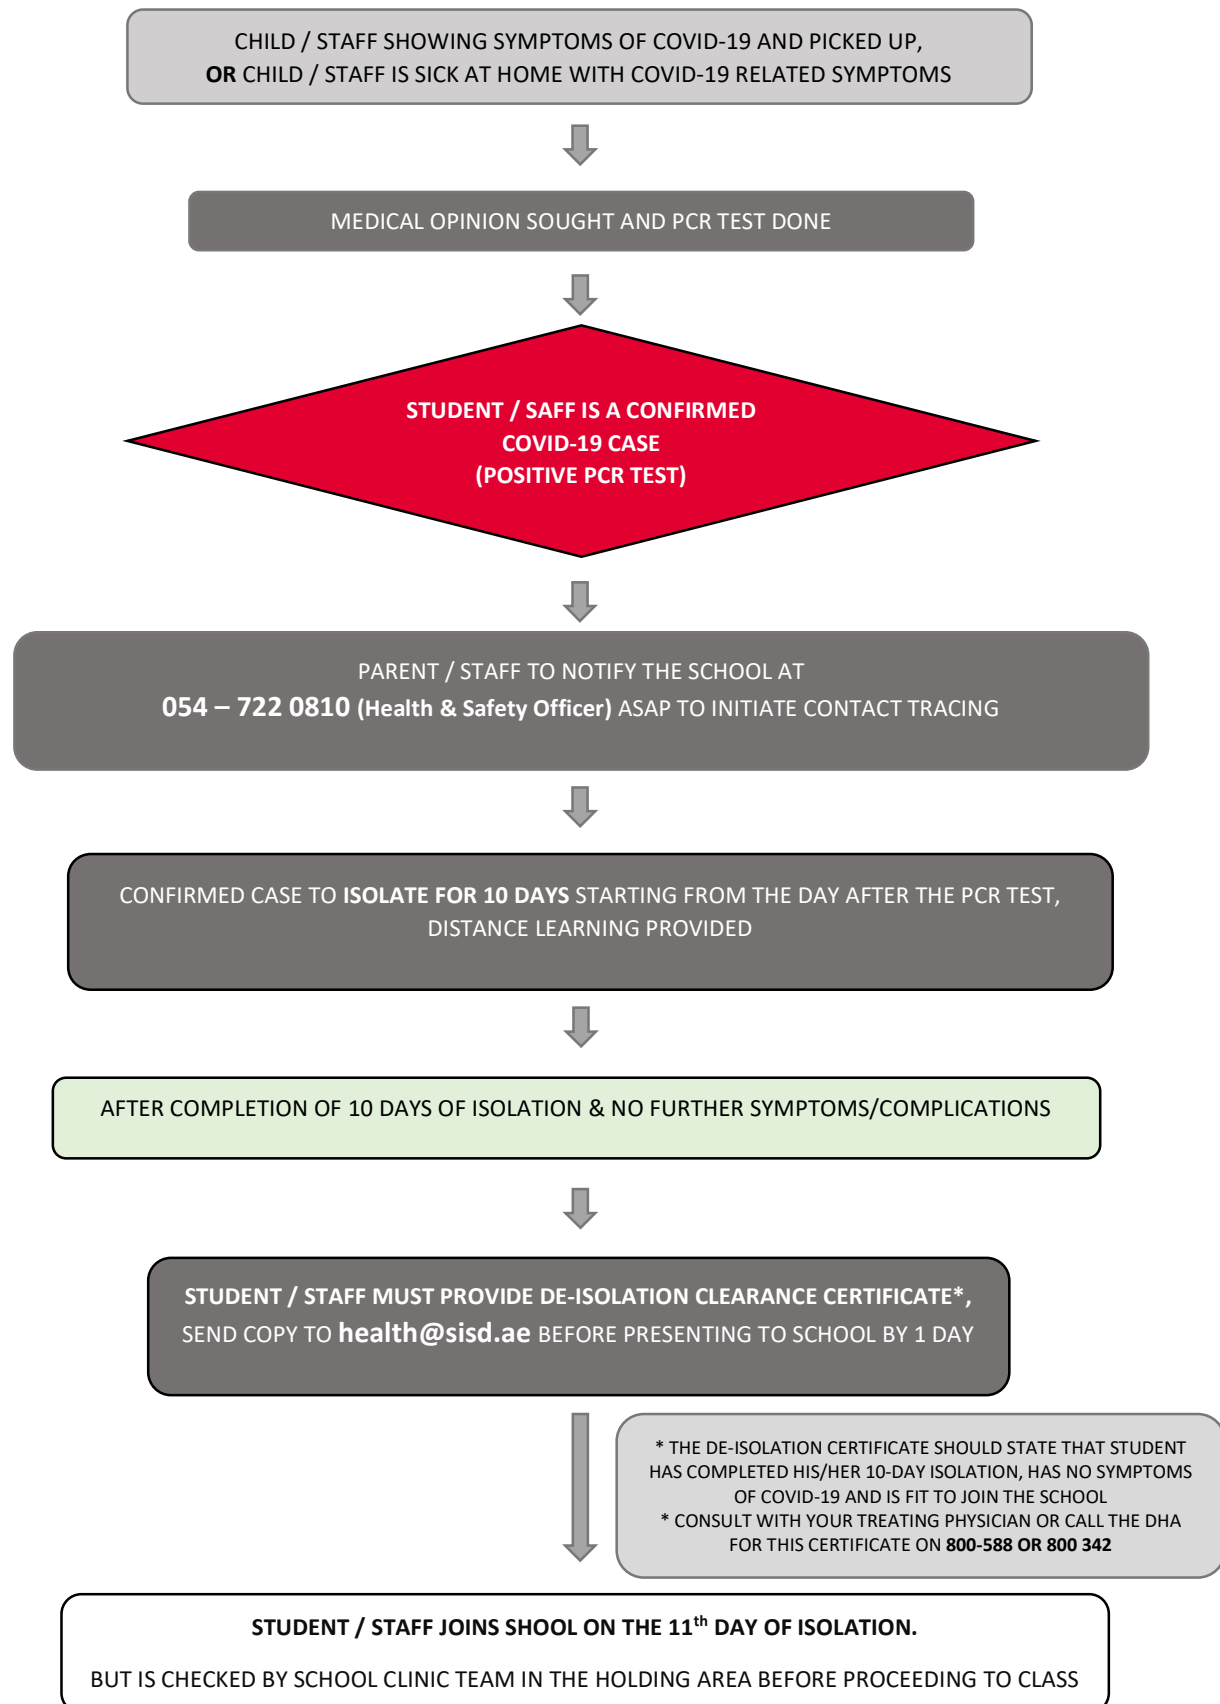 CHILD / STAFF SHOWING SYMPTOMS OF COVID-19 AND PICKED UP,
OR CHILD / STAFF IS SICK AT HOME WITH COVID-19 RELATED SYMPTOMS
MEDICAL OPINION SOUGHT AND PCR TEST DONE
STUDENT / SAFF IS A CONFIRMED
COVID-19 CASE
(POSITIVE PCR TEST)
PARENT / STAFF TO NOTIFY THE SCHOOL AT
054 – 722 0810 (Health & Safety Officer) ASAP TO INITIATE CONTACT TRACING
CONFIRMED CASE TO ISOLATE FOR 10 DAYS STARTING FROM THE DAY AFTER THE PCR TEST,
DISTANCE LEARNING PROVIDED
AFTER COMPLETION OF 10 DAYS OF ISOLATION & NO FURTHER SYMPTOMS/COMPLICATIONS
STUDENT / STAFF MUST PROVIDE DE-ISOLATION CLEARANCE CERTIFICATE*,
SEND COPY TO health@sisd.ae BEFORE PRESENTING TO SCHOOL BY 1 DAY
* THE DE-ISOLATION CERTIFICATE SHOULD STATE THAT STUDENT
HAS COMPLETED HIS/HER 10-DAY ISOLATION, HAS NO SYMPTOMS
OF COVID-19 AND IS FIT TO JOIN THE SCHOOL
* CONSULT WITH YOUR TREATING PHYSICIAN OR CALL THE DHA
FOR THIS CERTIFICATE ON 800-588 OR 800 342
STUDENT / STAFF JOINS SHOOL ON THE 11th DAY OF ISOLATION.
BUT IS CHECKED BY SCHOOL CLINIC TEAM IN THE HOLDING AREA BEFORE PROCEEDING TO CLASS